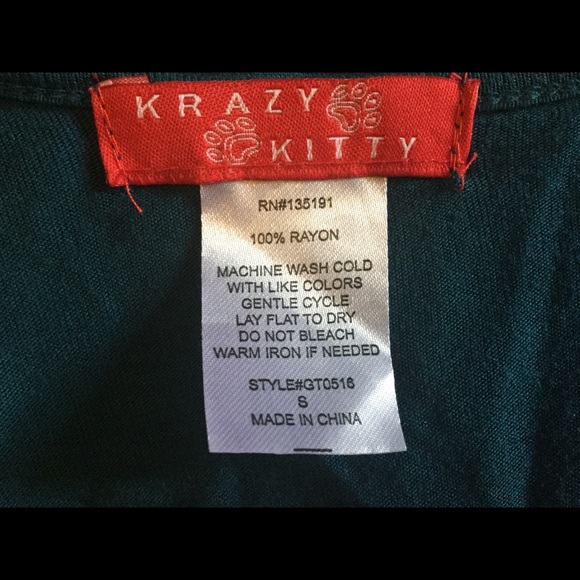 KRAZY
KITTY
RN#135191
100% RAYON
MACHINE WASH COLD
WITH LIKE COLORS
GENTLE CYCLE
LAY FLAT TO DRY
DO NOT BLEACH
WARM IRON IF NEEDED
STYLE#GT0516
S
MADE IN CHINA